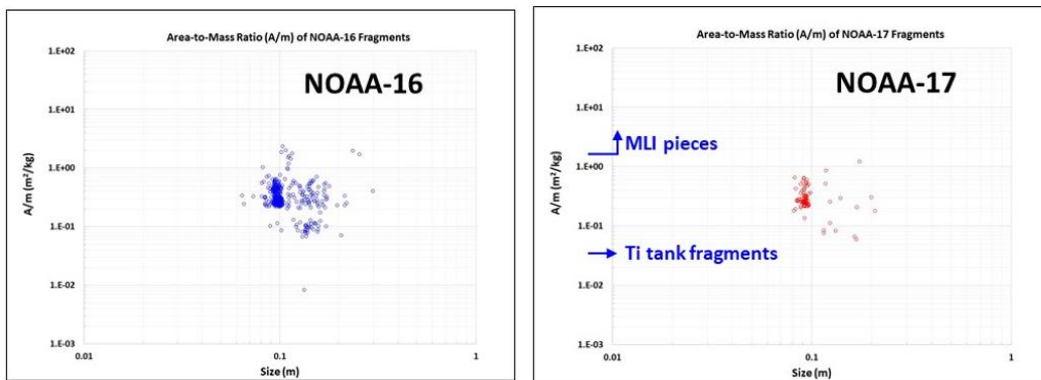 Area-to-Mass Ratio (A/m) of NOAA-16 Fragments
NOAA-16
1.E+02
1.E+01
1.E+00
1.E-01
1.E-02
1.E-03
A/m (m²/kg)
0.01 0.1 1
Size (m)
Area-to-Mass Ratio (A/m) of NOAA-17 Fragments
NOAA-17
1.E+02
1.E+01
MLI pieces
1.E+00
1.E-01
Ti tank fragments
1.E-02
1.E-03
A/m (m²/kg)
0.01 0.1 1
Size (m)